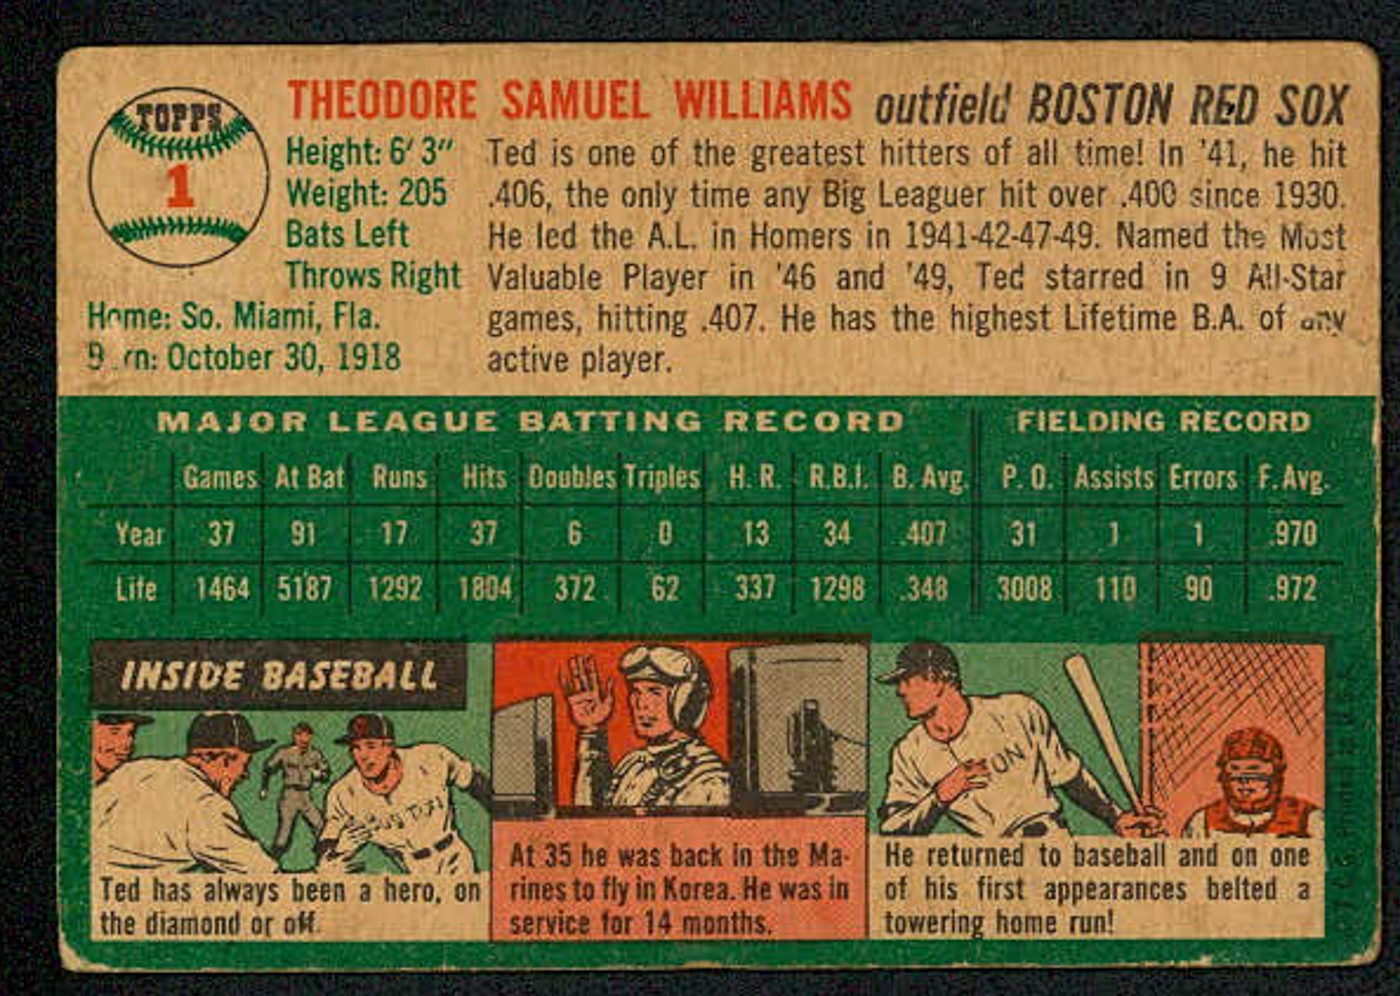 TOPPS
1
THEODORE SAMUEL WILLIAMS outfield BOSTON RED SOX
Height: 6' 3"
Weight: 205
Bats Left
Throws Right
Home: So. Miami, Fla.
Born: October 30, 1918
Ted is one of the greatest hitters of all time! In '41, he hit
.406, the only time any Big Leaguer hit over .400 since 1930.
He led the A.L. in Homers in 1941-42-47-49. Named the Most
Valuable Player in '46 and '49, Ted starred in 9 All-Star
games, hitting .407. He has the highest Lifetime B.A. of any
active player.
MAJOR LEAGUE BATTING RECORD FIELDING RECORD
Games At Bat Runs Hits Doubles Triples H. R. R.B.I. B. Avg. P. O. Assists Errors F. Avg.
Year 37 91 17 37 6 0 13 34 .407 31 1 1 .970
Life 1464 5187 1292 1804 372 62 337 1298 .348 3008 110 90 .972
INSIDE BASEBALL
Ted has always been a hero, on
the diamond or off.
At 35 he was back in the Ma-
rines to fly in Korea. He was in
service for 14 months.
TON
He returned to baseball and on one
of his first appearances belted a
towering home run!